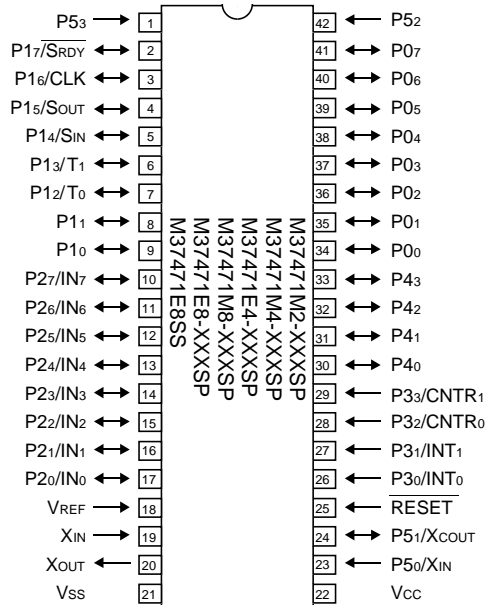 P53 1 42 P52
P17/SRDY 2 41 P07
P16/CLK 3 40 P06
P15/SOUT 4 39 P05
P14/SIN 5 38 P04
P13/T1 6 37 P03
P12/T0 7 36 P02
P11 8 35 P01
P10 9 34 P00
P27/IN7 10 33 P43
P26/IN6 11 32 P42
P25/IN5 12 31 P41
P24/IN4 13 30 P40
P23/IN3 14 29 P33/CNTR1
P22/IN2 15 28 P32/CNTR0
P21/IN1 16 27 P31/INT1
P20/IN0 17 26 P30/INT0
VREF 18 25 RESET
XIN 19 24 P51/XCOUT
XOUT 20 23 P50/XIN
VSS 21 22 VCC
M37471M2-XXXSP
M37471M4-XXXSP
M37471E4-XXXSP
M37471M8-XXXSP
M37471E8-XXXSP
M37471E8SS